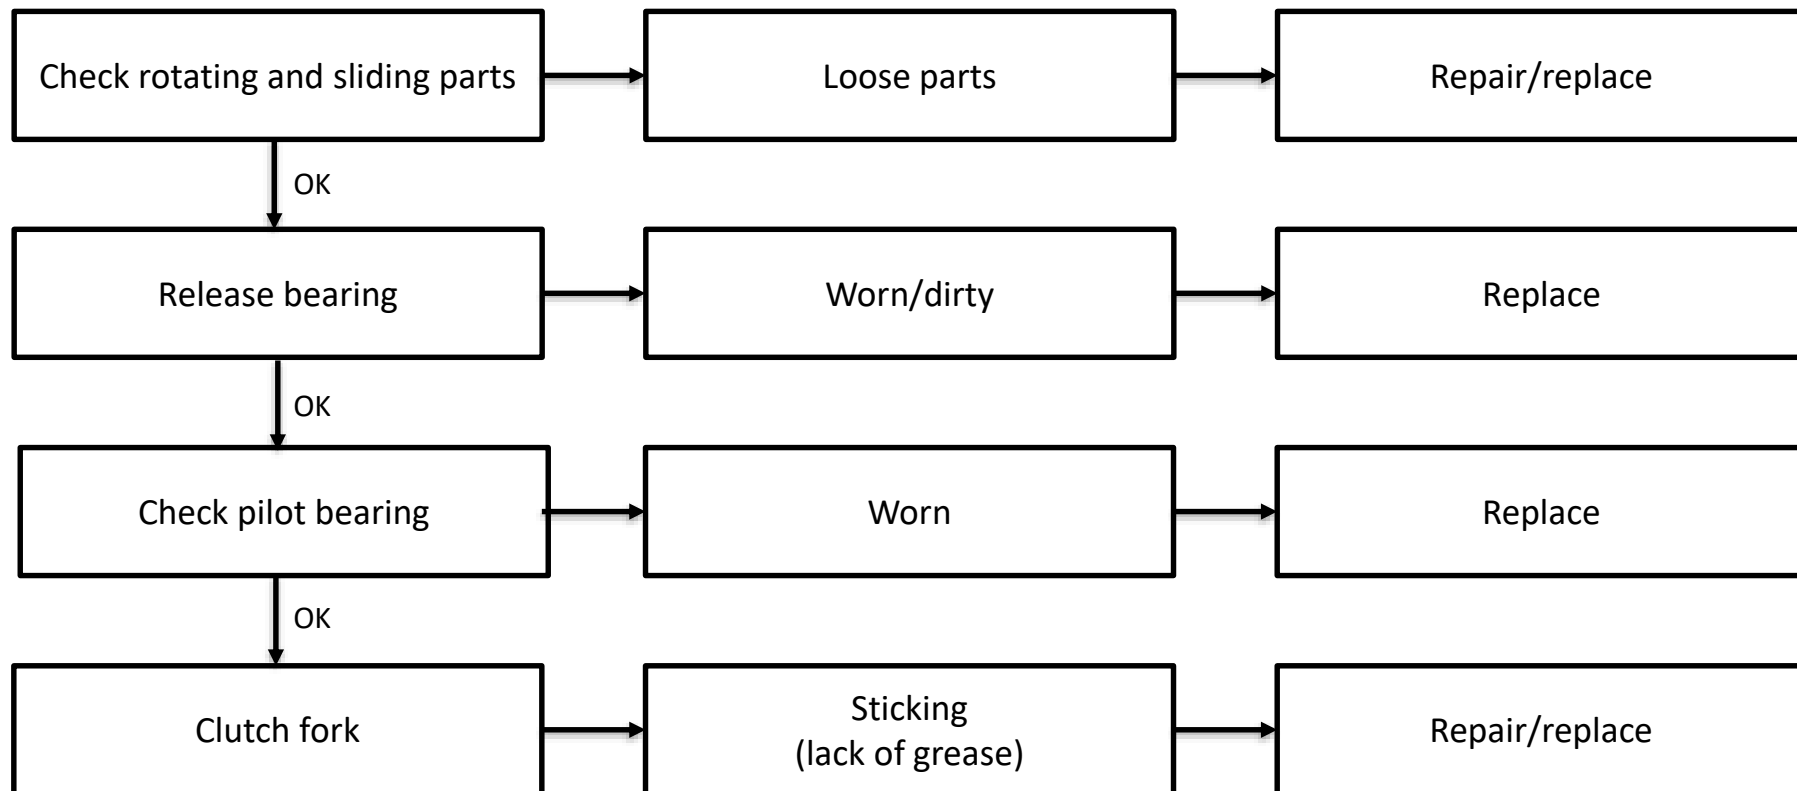 Check rotating and sliding parts
Loose parts
Repair/replace
OK
Release bearing
Worn/dirty
Replace
OK
Check pilot bearing
Worn
Replace
OK
Clutch fork
Sticking
(lack of grease)
Repair/replace